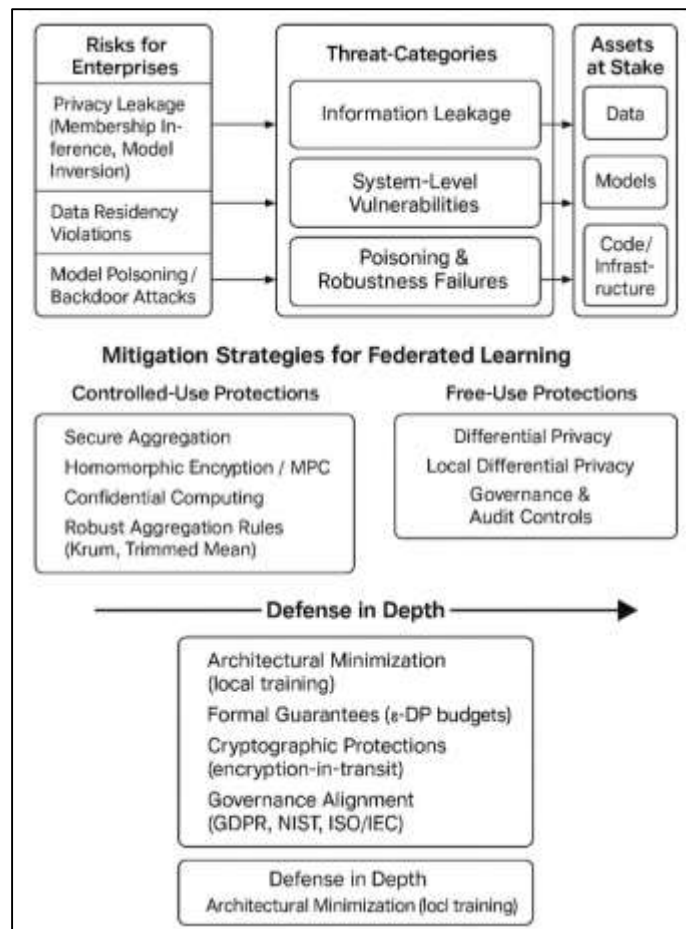 Risks for
Enterprises
Privacy Leakage
(Membership In-
ference, Model
Inversion)
Data Residency
Violations
Model Poisoning /
Backdoor Attacks
Threat-Categories
Information Leakage
System-Level
Vulnerabilities
Poisoning &
Robustness Failures
Assets
at Stake
Data
Models
Code/
Infrast-
ructure
Mitigation Strategies for Federated Learning
Controlled-Use Protections
Secure Aggregation
Homomorphic Encryption / MPC
Confidential Computing
Robust Aggregation Rules
(Krum, Trimmed Mean)
Free-Use Protections
Differential Privacy
Local Differential Privacy
Governance &
Audit Controls
Defense in Depth
Architectural Minimization
(local training)
Formal Guarantees (ε-DP budgets)
Cryptographic Protections
(encryption-in-transit)
Governance Alignment
(GDPR, NIST, ISO/IEC)
Defense in Depth
Architectural Minimization (locl training)